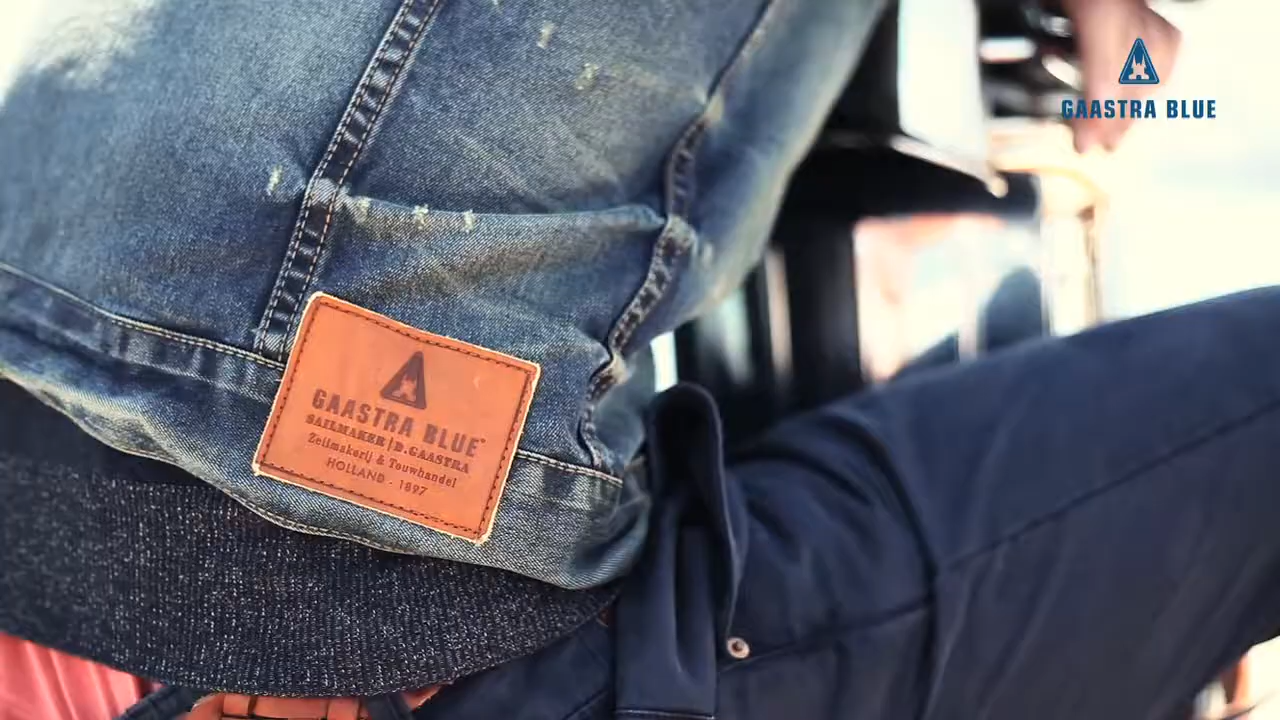 GAASTRA BLUE
GAASTRA BLUE
SAILMAKER | D.GAASTRA
Zeilmakerij & Touwhandel
HOLLAND - 1897